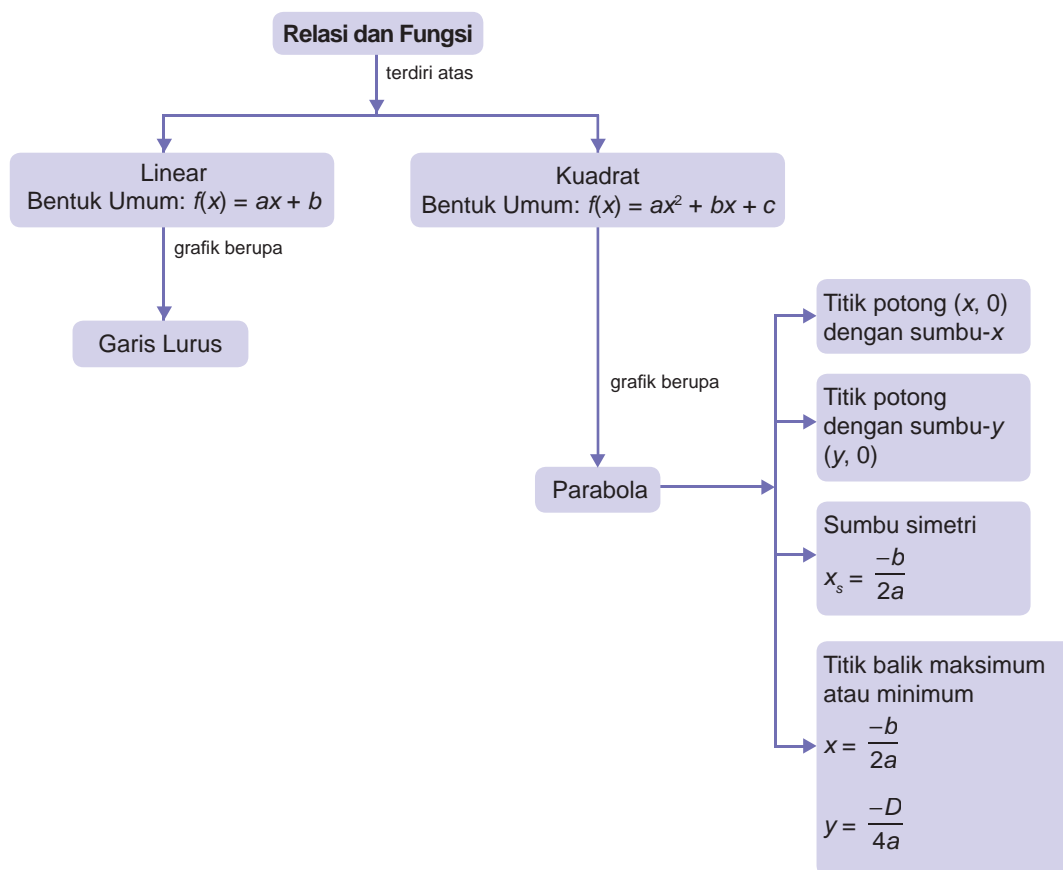 Relasi dan Fungsi
terdiri atas
Linear
Bentuk Umum: f(x) = ax + b
grafik berupa
Garis Lurus
Kuadrat
Bentuk Umum: f(x) = ax² + bx + c
grafik berupa
Parabola
Titik potong (x, 0)
dengan sumbu-x
Titik potong
dengan sumbu-y
(y, 0)
Sumbu simetri
xₛ = −b/2a
Titik balik maksimum
atau minimum
x = −b/2a
y = −D/4a